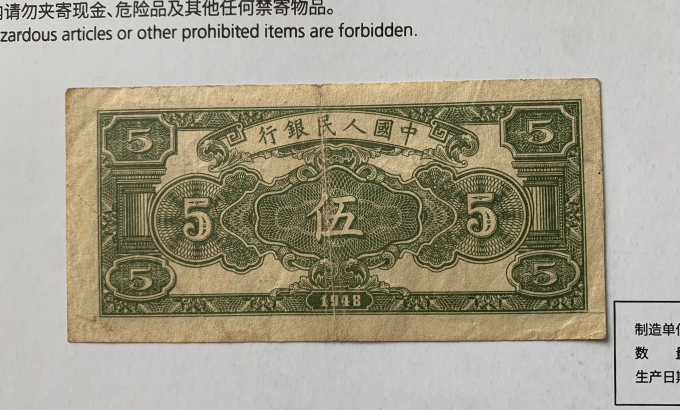 请勿夹寄现金、危险品及其他任何禁寄物品。
zardous articles or other prohibited items are forbidden.
5 5
行銀民人國中
5 伍 5
5 5
1948
制造单位
数 量
生产日期